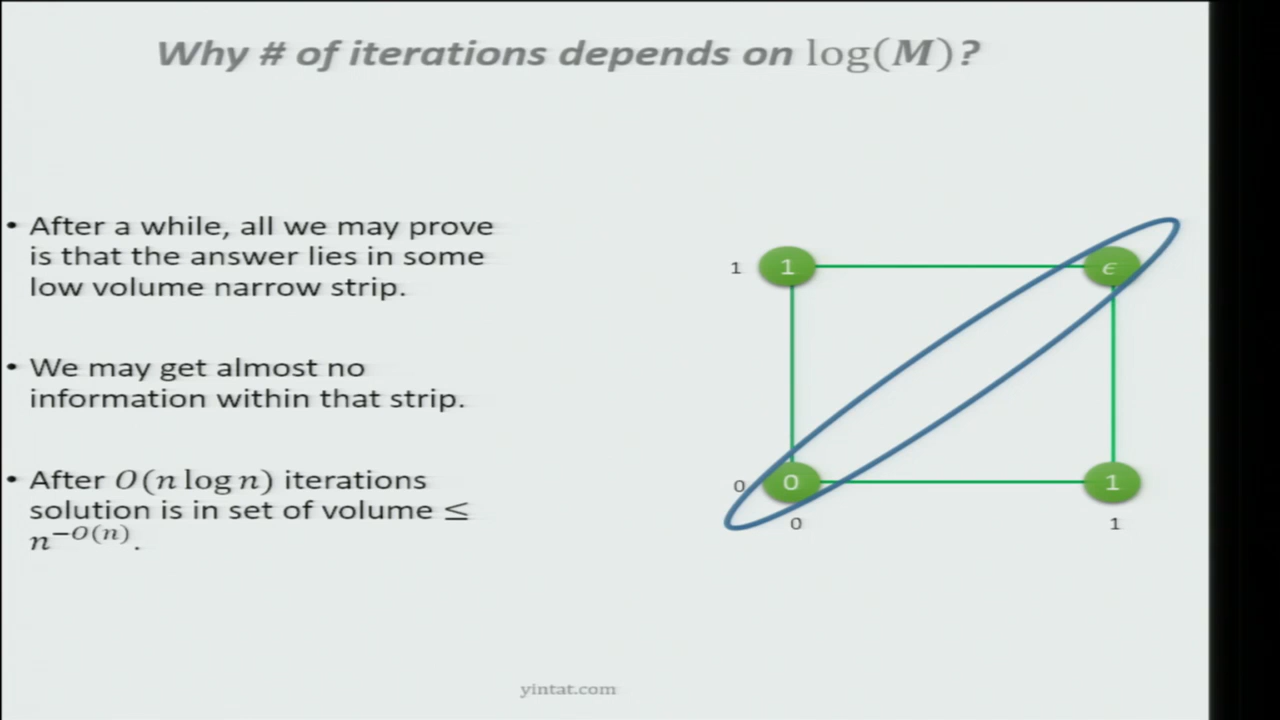 Why # of iterations depends on log(M)?
• After a while, all we may prove
is that the answer lies in some
low volume narrow strip.
• We may get almost no
information within that strip.
• After O(n log n) iterations
solution is in set of volume ≤
n^{-O(n)}.
1 1 ϵ
0 0 1
0 1
yintat.com